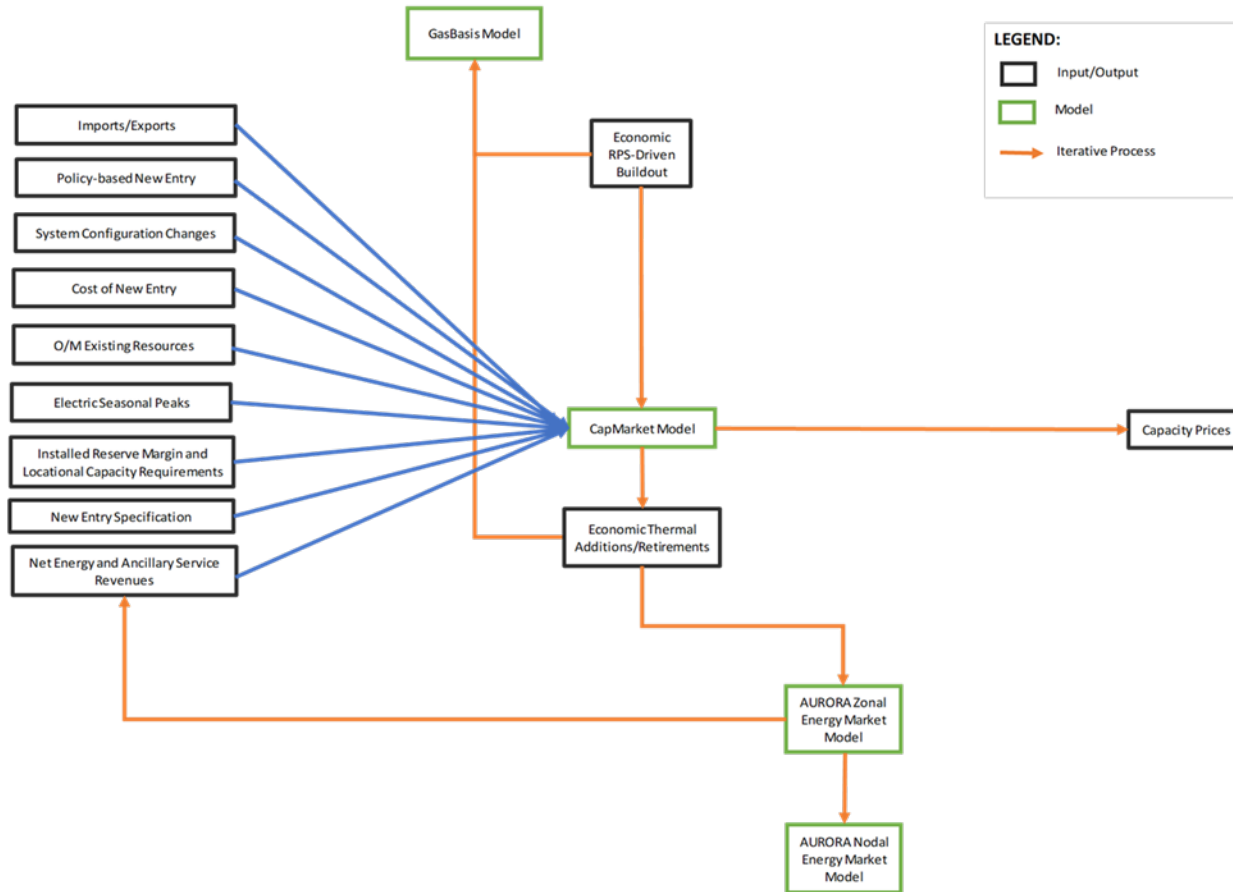 GasBasis Model
LEGEND:
Input/Output
Model
Iterative Process
Imports/Exports
Policy-based New Entry
System Configuration Changes
Cost of New Entry
O/M Existing Resources
Electric Seasonal Peaks
Installed Reserve Margin and
Locational Capacity Requirements
New Entry Specification
Net Energy and Ancillary Service
Revenues
Economic
RPS-Driven
Buildout
CapMarket Model
Capacity Prices
Economic Thermal
Additions/Retirements
AURORA Zonal
Energy Market
Model
AURORA Nodal
Energy Market
Model